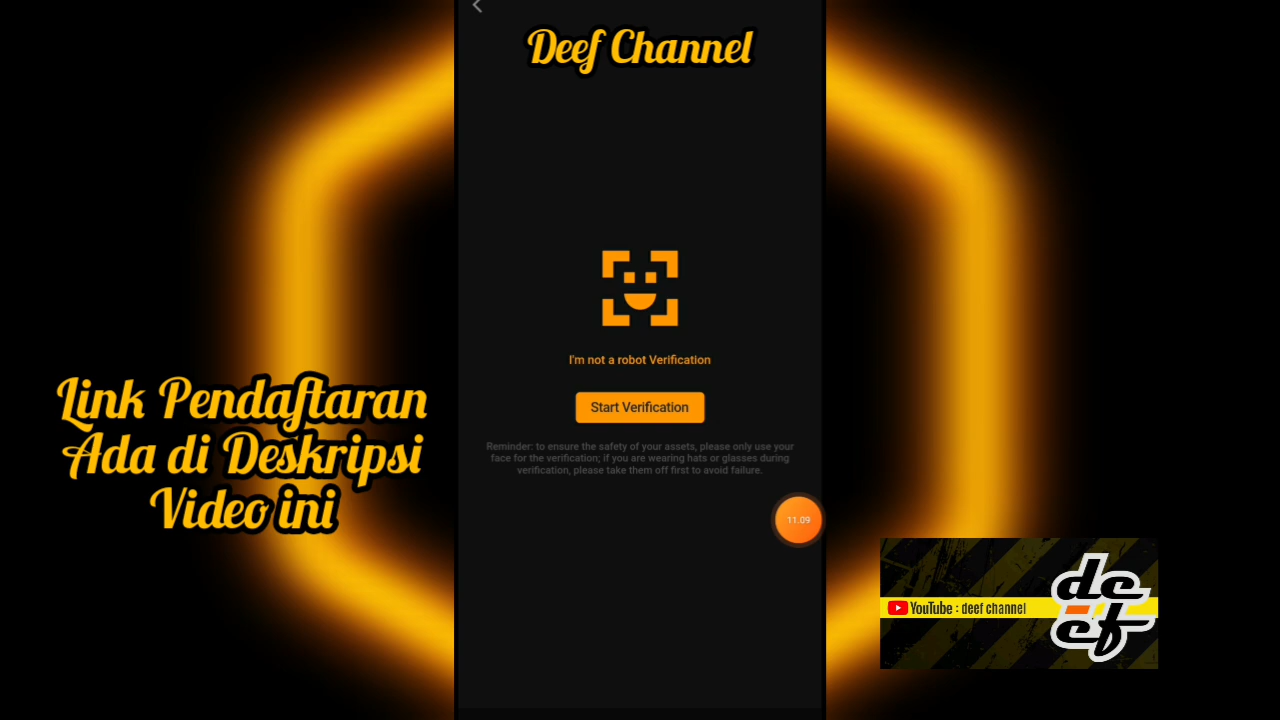 Deef Channel
I'm not a robot Verification
Start Verification
Reminder: to ensure the safety of your assets, please only use your
face for the verification; if you are wearing hats or glasses during
verification, please take them off first to avoid failure.
Link Pendaftaran
Ada di Deskripsi
Video ini
11.09
YouTube : deef channel
de
ef